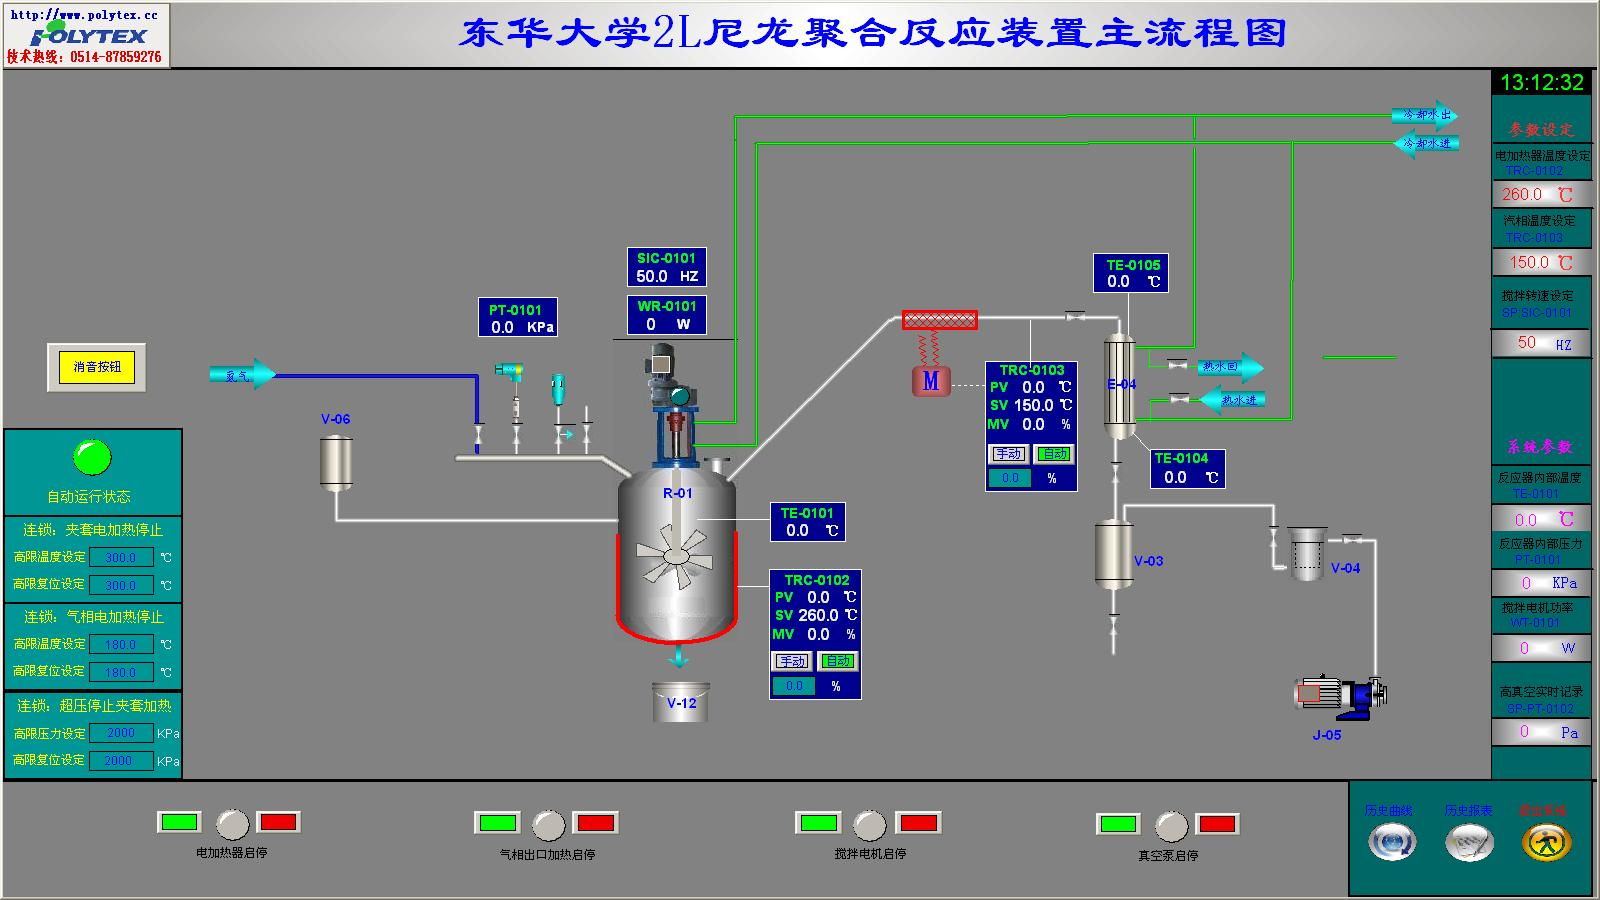 http://www.polytex.cc
POLYTEX
技术热线：0514-87859276
东华大学2L尼龙聚合反应装置主流程图
13:12:32
冷却水出
冷却水进
参数设定
电加热器温度设定
TRC-0102
260.0 ℃
汽相温度设定
TRC-0103
150.0 ℃
搅拌转速设定
SP:SIC-0101
50 HZ
系统参数
反应器内部温度
TE-0101
0.0 ℃
反应器内部压力
PT-0101
0 KPa
搅拌电机功率
WT-0101
0 W
高真空实时记录
SP-PT-0102
0 Pa
SIC-0101
50.0 HZ
WR-0101
0 W
PT-0101
0.0 KPa
TE-0105
0.0 ℃
消音按钮
氮气
V-06
M
TRC-0103
PV 0.0 ℃
SV 150.0 ℃
MV 0.0 %
手动 自动
0.0 %
E-04
热水回
热水进
TE-0104
0.0 ℃
R-01
TE-0101
0.0 ℃
TRC-0102
PV 0.0 ℃
SV 260.0 ℃
MV 0.0 %
手动 自动
0.0 %
V-03
V-04
V-12
J-05
自动运行状态
连锁：夹套电加热停止
高限温度设定 300.0 ℃
高限复位设定 300.0 ℃
连锁：气相电加热停止
高限温度设定 180.0 ℃
高限复位设定 180.0 ℃
连锁：超压停止夹套加热
高限压力设定 2000 KPa
高限复位设定 2000 KPa
电加热器启停
气相出口加热启停
搅拌电机启停
真空泵启停
历史曲线
历史报表
退出系统